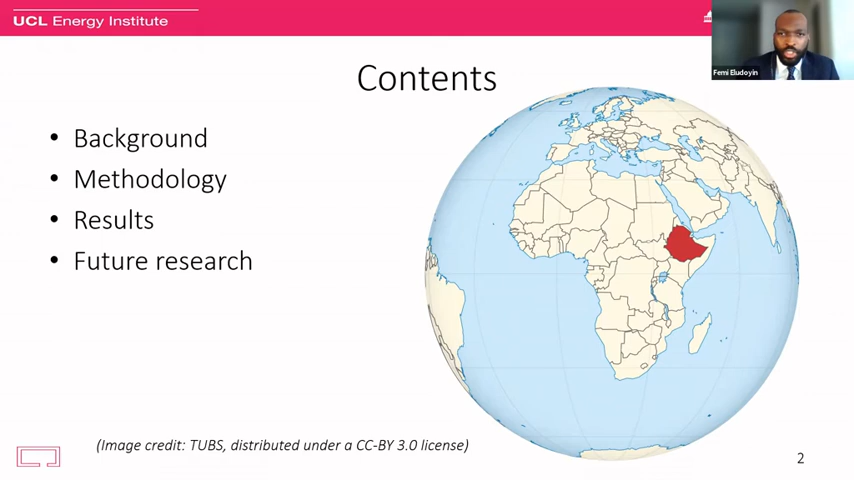 UCL Energy Institute
Femi Eludoyin
Contents
• Background
• Methodology
• Results
• Future research
(Image credit: TUBS, distributed under a CC-BY 3.0 license)
2